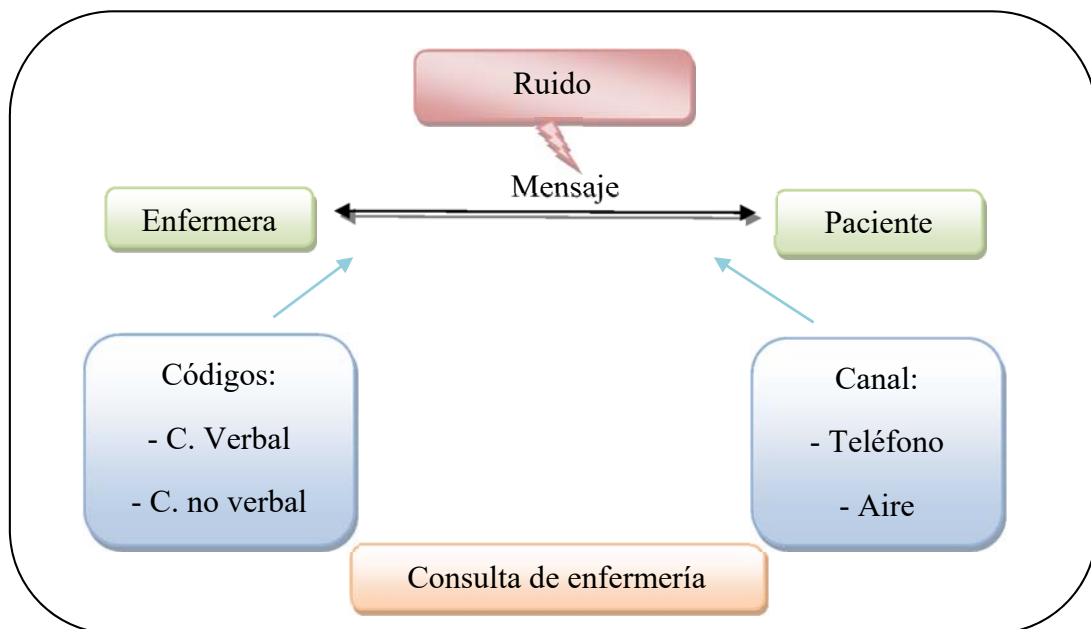 Ruido
Mensaje
Enfermera
Paciente
Códigos:
- C. Verbal
- C. no verbal
Canal:
- Teléfono
- Aire
Consulta de enfermería